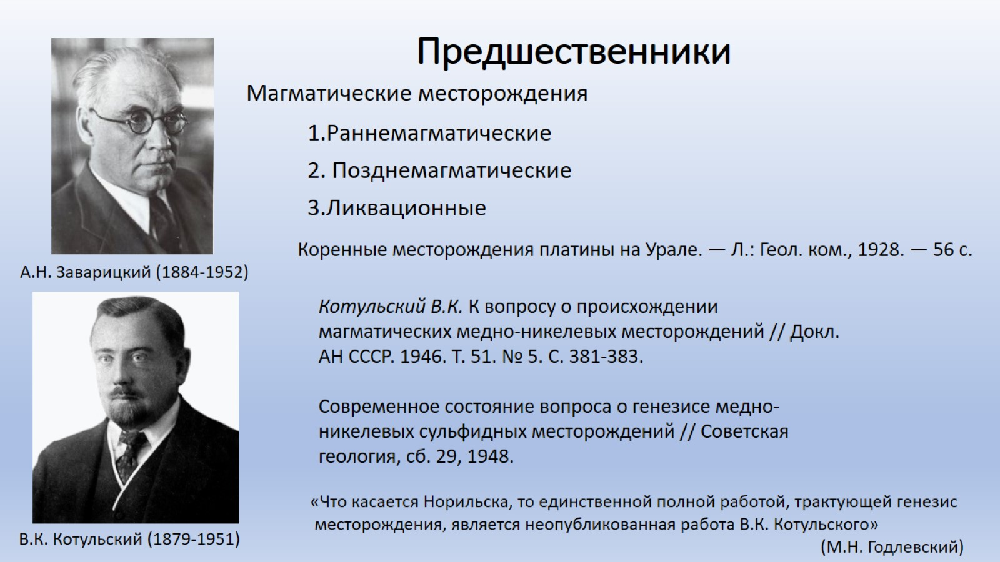 Предшественники
Магматические месторождения
1.Раннемагматические
2. Позднемагматические
3.Ликвационные
Коренные месторождения платины на Урале. — Л.: Геол. ком., 1928. — 56 с.
А.Н. Заварицкий (1884-1952)
Котульский В.К. К вопросу о происхождении
магматических медно-никелевых месторождений // Докл.
АН СССР. 1946. Т. 51. № 5. С. 381-383.
Современное состояние вопроса о генезисе медно-
никелевых сульфидных месторождений // Советская
геология, сб. 29, 1948.
«Что касается Норильска, то единственной полной работой, трактующей генезис
месторождения, является неопубликованная работа В.К. Котульского»
(М.Н. Годлевский)
В.К. Котульский (1879-1951)